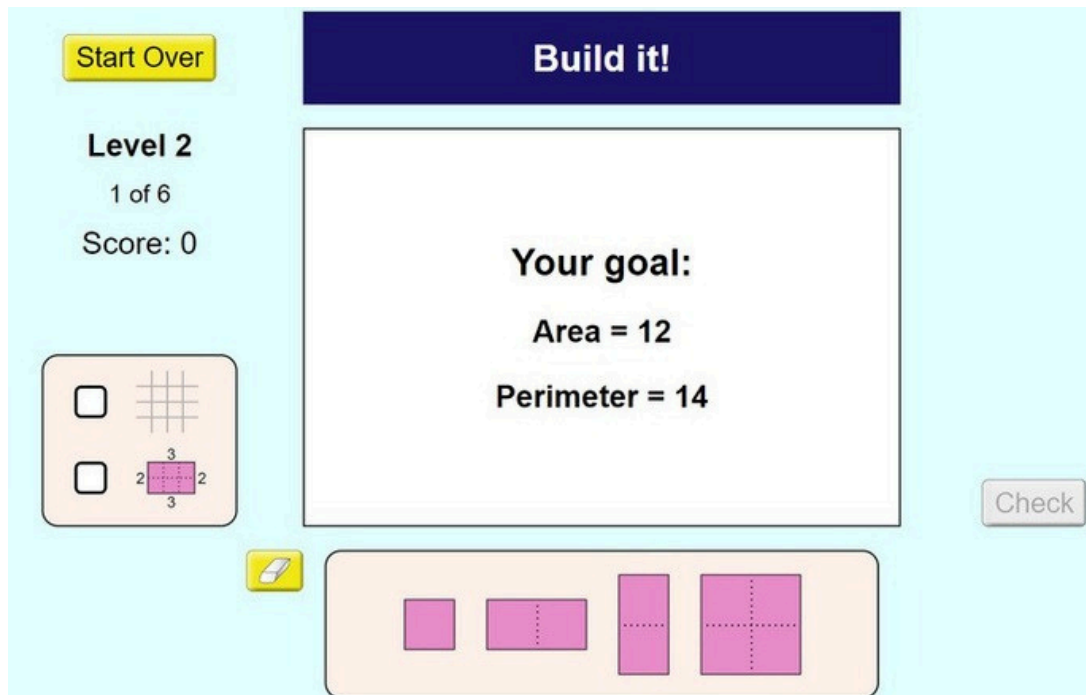 Start Over
Build it!
Level 2
1 of 6
Score: 0
Your goal:
Area = 12
Perimeter = 14
3
2 2
3
Check